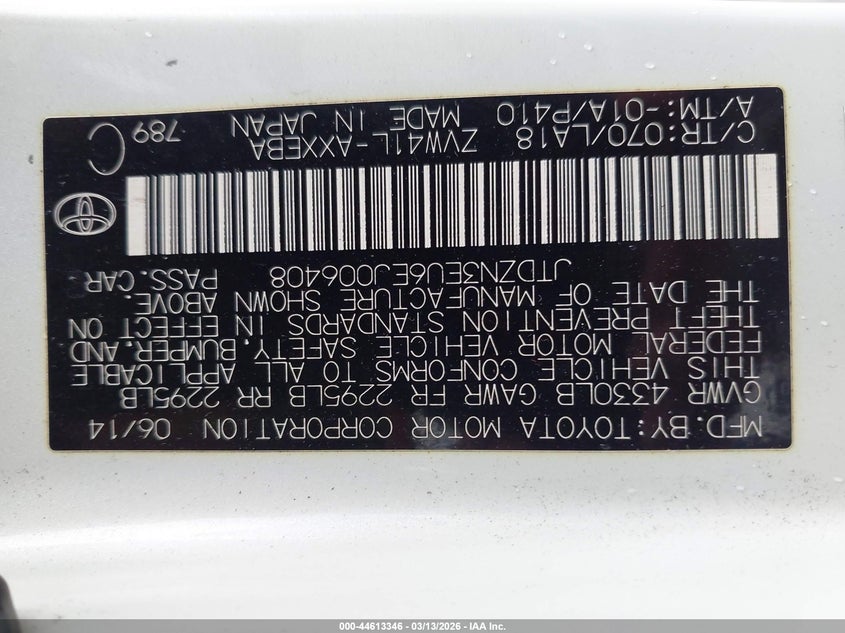 MFD. BY: TOYOTA MOTOR CORPORATION 06/14
GVWR 4330LB GAWR FR 2295LB RR 2295LB
THIS VEHICLE CONFORMS TO ALL APPLICABLE
FEDERAL MOTOR VEHICLE SAFETY, BUMPER, AND
THEFT PREVENTION STANDARDS IN EFFECT ON
THE DATE OF MANUFACTURE SHOWN ABOVE.
JTDZN3EU6EJ006408 PASS. CAR
C/TR: 070/LA18 ZVW41L-AXXEBA
A/TM: -01A/P410 MADE IN JAPAN
C 789
000-44613346 - 03/13/2026 - IAA Inc.